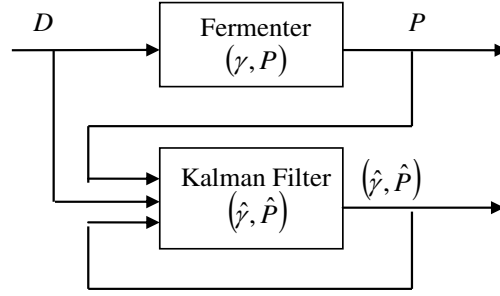 D
Fermenter
(γ, P)
P
Kalman Filter
(γ̂, P̂)
(γ̂, P̂)